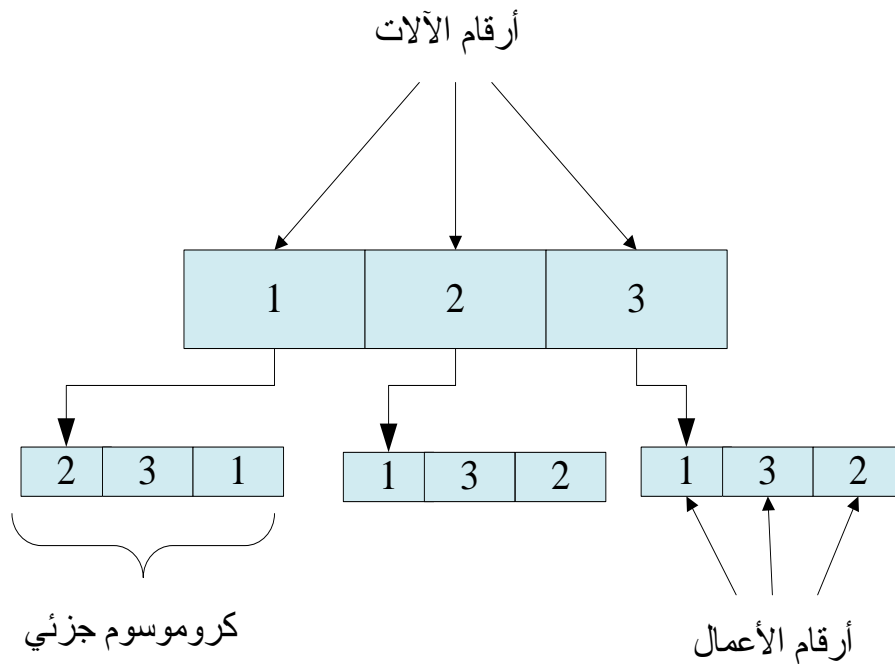 أرقام الآلات
1 2 3
2 3 1
1 3 2
1 3 2
كروموسوم جزئي
أرقام الأعمال